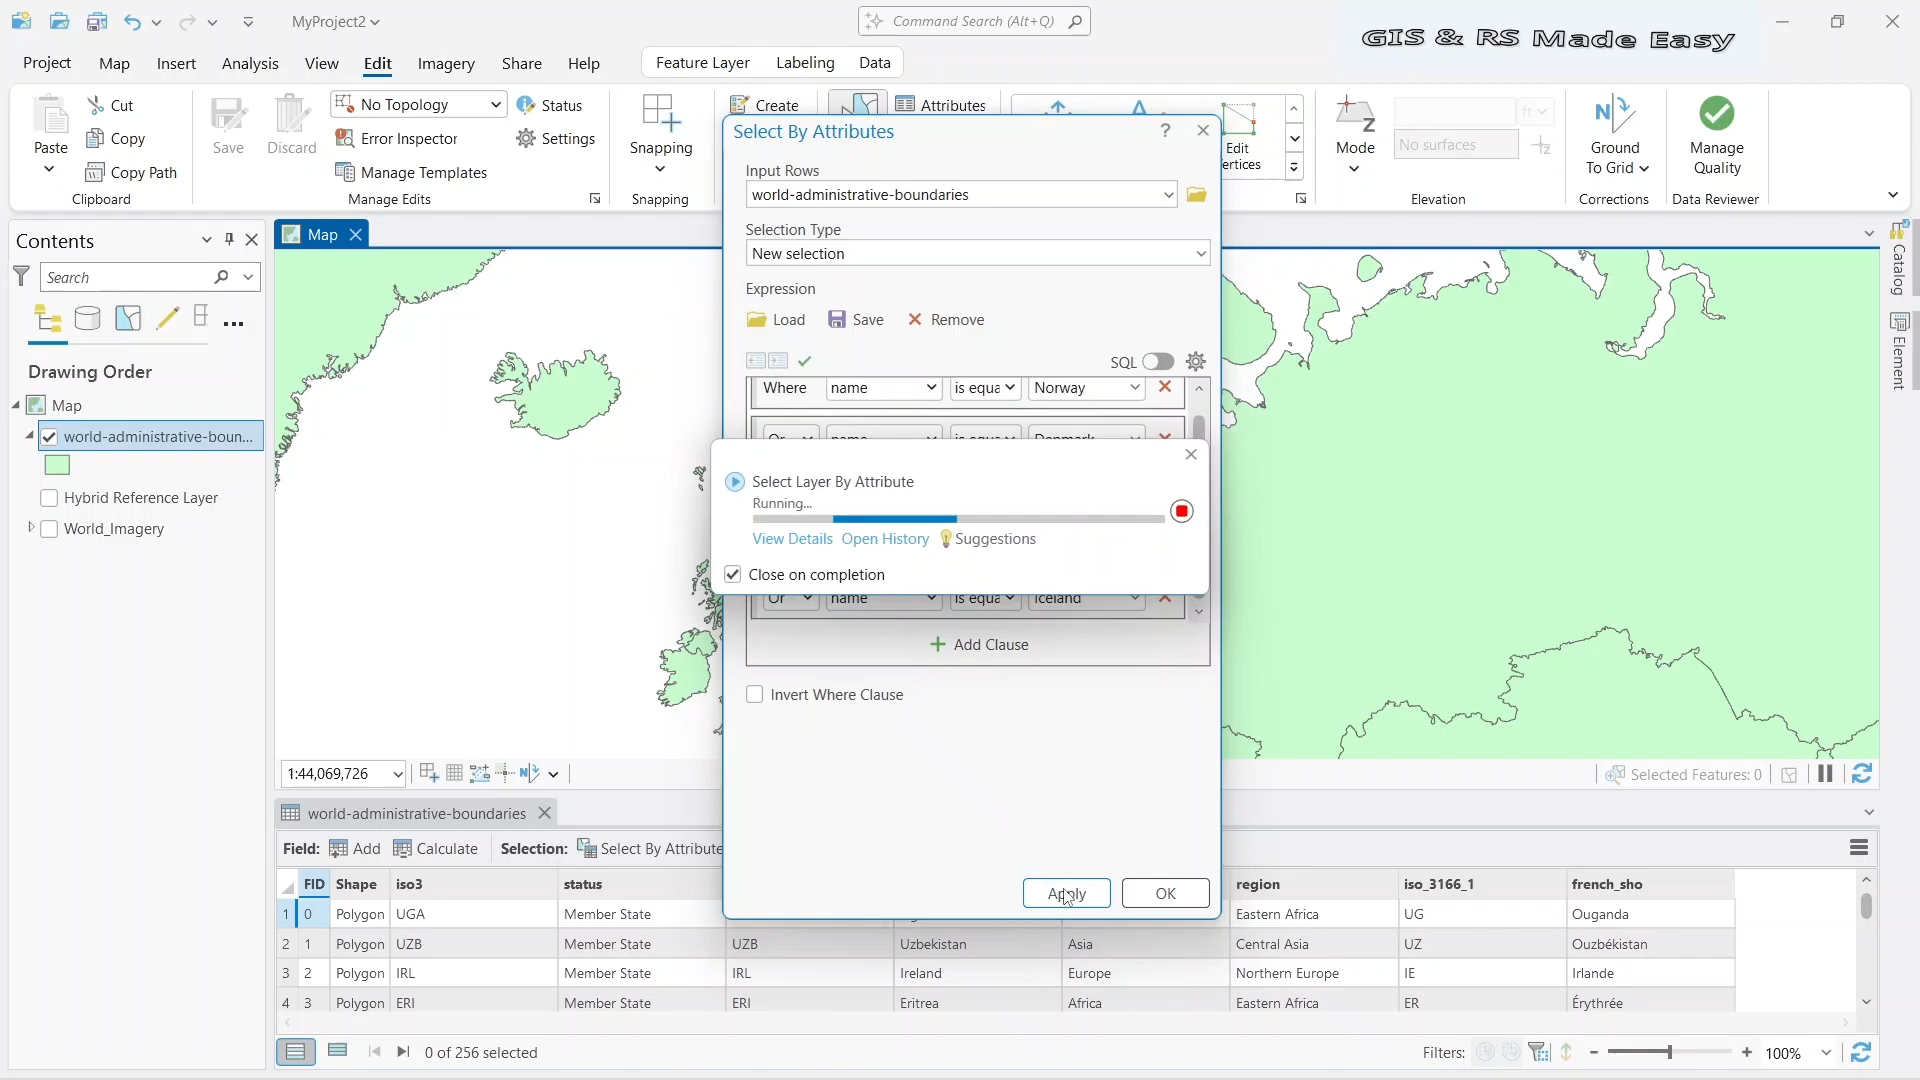 MyProject2
Command Search (Alt+Q)
GIS & RS Made Easy
Project Map Insert Analysis View Edit Imagery Share Help Feature Layer Labeling Data
Paste
Cut
Copy
Copy Path
Clipboard
Save
Discard
No Topology
Error Inspector
Manage Templates
Status
Settings
Manage Edits
Snapping
Snapping
Create
Attributes
Edit
ertices
Mode
ft
No surfaces
Elevation
Ground
To Grid
Corrections
Manage
Quality
Data Reviewer
Contents
Search
Drawing Order
Map
world-administrative-boun...
Hybrid Reference Layer
World_Imagery
Map
Select By Attributes
?
Input Rows
world-administrative-boundaries
Selection Type
New selection
Expression
Load Save Remove
SQL
Where name is equa Norway
Or name is equa Denmark
Select Layer By Attribute
Running...
View Details Open History Suggestions
Close on completion
Or name is equa Iceland
Add Clause
Invert Where Clause
Apply OK
Catalog
Element
1:44,069,726
Selected Features: 0
world-administrative-boundaries
Field: Add Calculate Selection: Select By Attribute
FID Shape iso3 status region iso_3166_1 french_sho
1 0 Polygon UGA Member State Eastern Africa UG Ouganda
2 1 Polygon UZB Member State UZB Uzbekistan Asia Central Asia UZ Ouzbékistan
3 2 Polygon IRL Member State IRL Ireland Europe Northern Europe IE Irlande
4 3 Polygon ERI Member State ERI Eritrea Africa Eastern Africa ER Érythrée
0 of 256 selected
Filters:
100%